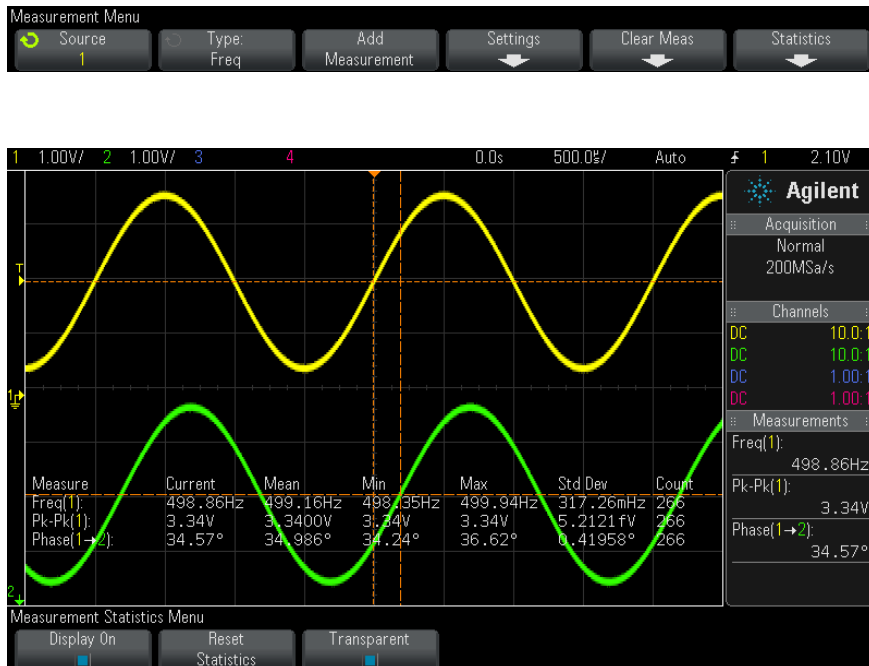 Measurement Menu
Source Type: Add Settings Clear Meas Statistics
1 Freq Measurement
1 1.00V/ 2 1.00V/ 3 4 0.0s 500.0㎲/ Auto 1 2.10V
Agilent
Acquisition
Normal
200MSa/s
Channels
DC 10.0:1
DC 10.0:1
DC 1.00:1
DC 1.00:1
Measurements
Freq(1):
498.86Hz
Pk-Pk(1):
3.34V
Phase(1→2):
34.57°
T
1
2
Measure Current Mean Min Max Std Dev Count
Freq(1): 498.86Hz 499.16Hz 498.35Hz 499.94Hz 317.26mHz 266
Pk-Pk(1): 3.34V 3.3400V 3.34V 3.34V 5.2121fV 266
Phase(1→2): 34.57° 34.986° 34.24° 36.62° 0.41958° 266
Measurement Statistics Menu
Display On Reset Transparent
Statistics